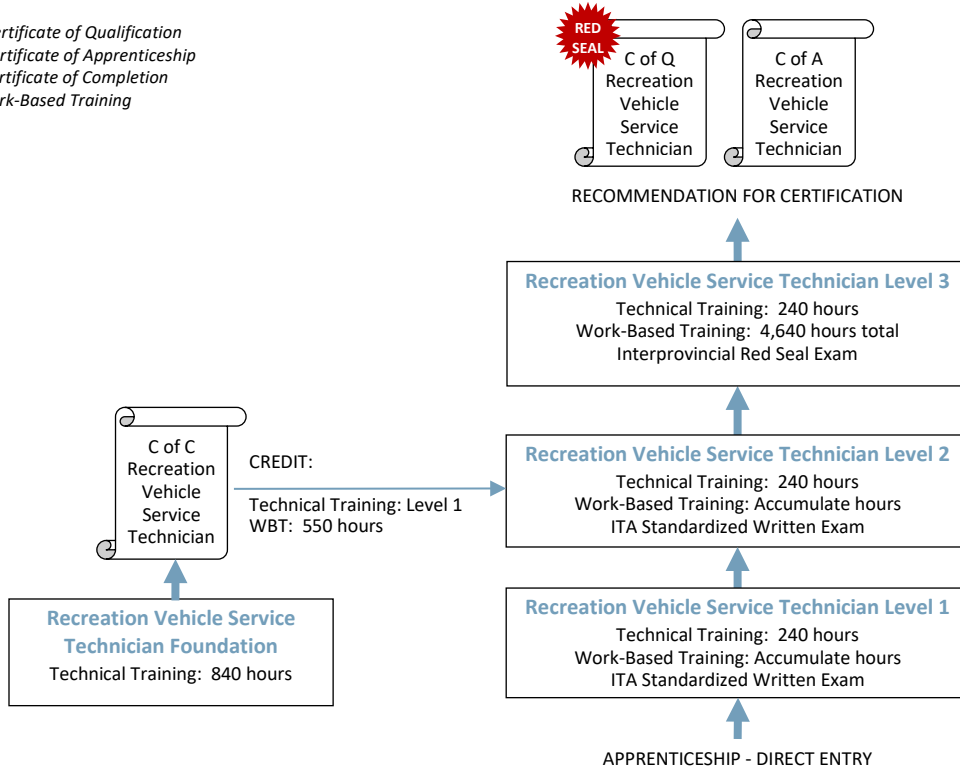 ertificate of Qualification
ertificate of Apprenticeship
ertificate of Completion
rk-Based Training
RED
SEAL
C of Q
Recreation
Vehicle
Service
Technician
C of A
Recreation
Vehicle
Service
Technician
RECOMMENDATION FOR CERTIFICATION
Recreation Vehicle Service Technician Level 3
Technical Training: 240 hours
Work-Based Training: 4,640 hours total
Interprovincial Red Seal Exam
C of C
Recreation
Vehicle
Service
Technician
CREDIT:
Technical Training: Level 1
WBT: 550 hours
Recreation Vehicle Service Technician Level 2
Technical Training: 240 hours
Work-Based Training: Accumulate hours
ITA Standardized Written Exam
Recreation Vehicle Service
Technician Foundation
Technical Training: 840 hours
Recreation Vehicle Service Technician Level 1
Technical Training: 240 hours
Work-Based Training: Accumulate hours
ITA Standardized Written Exam
APPRENTICESHIP - DIRECT ENTRY